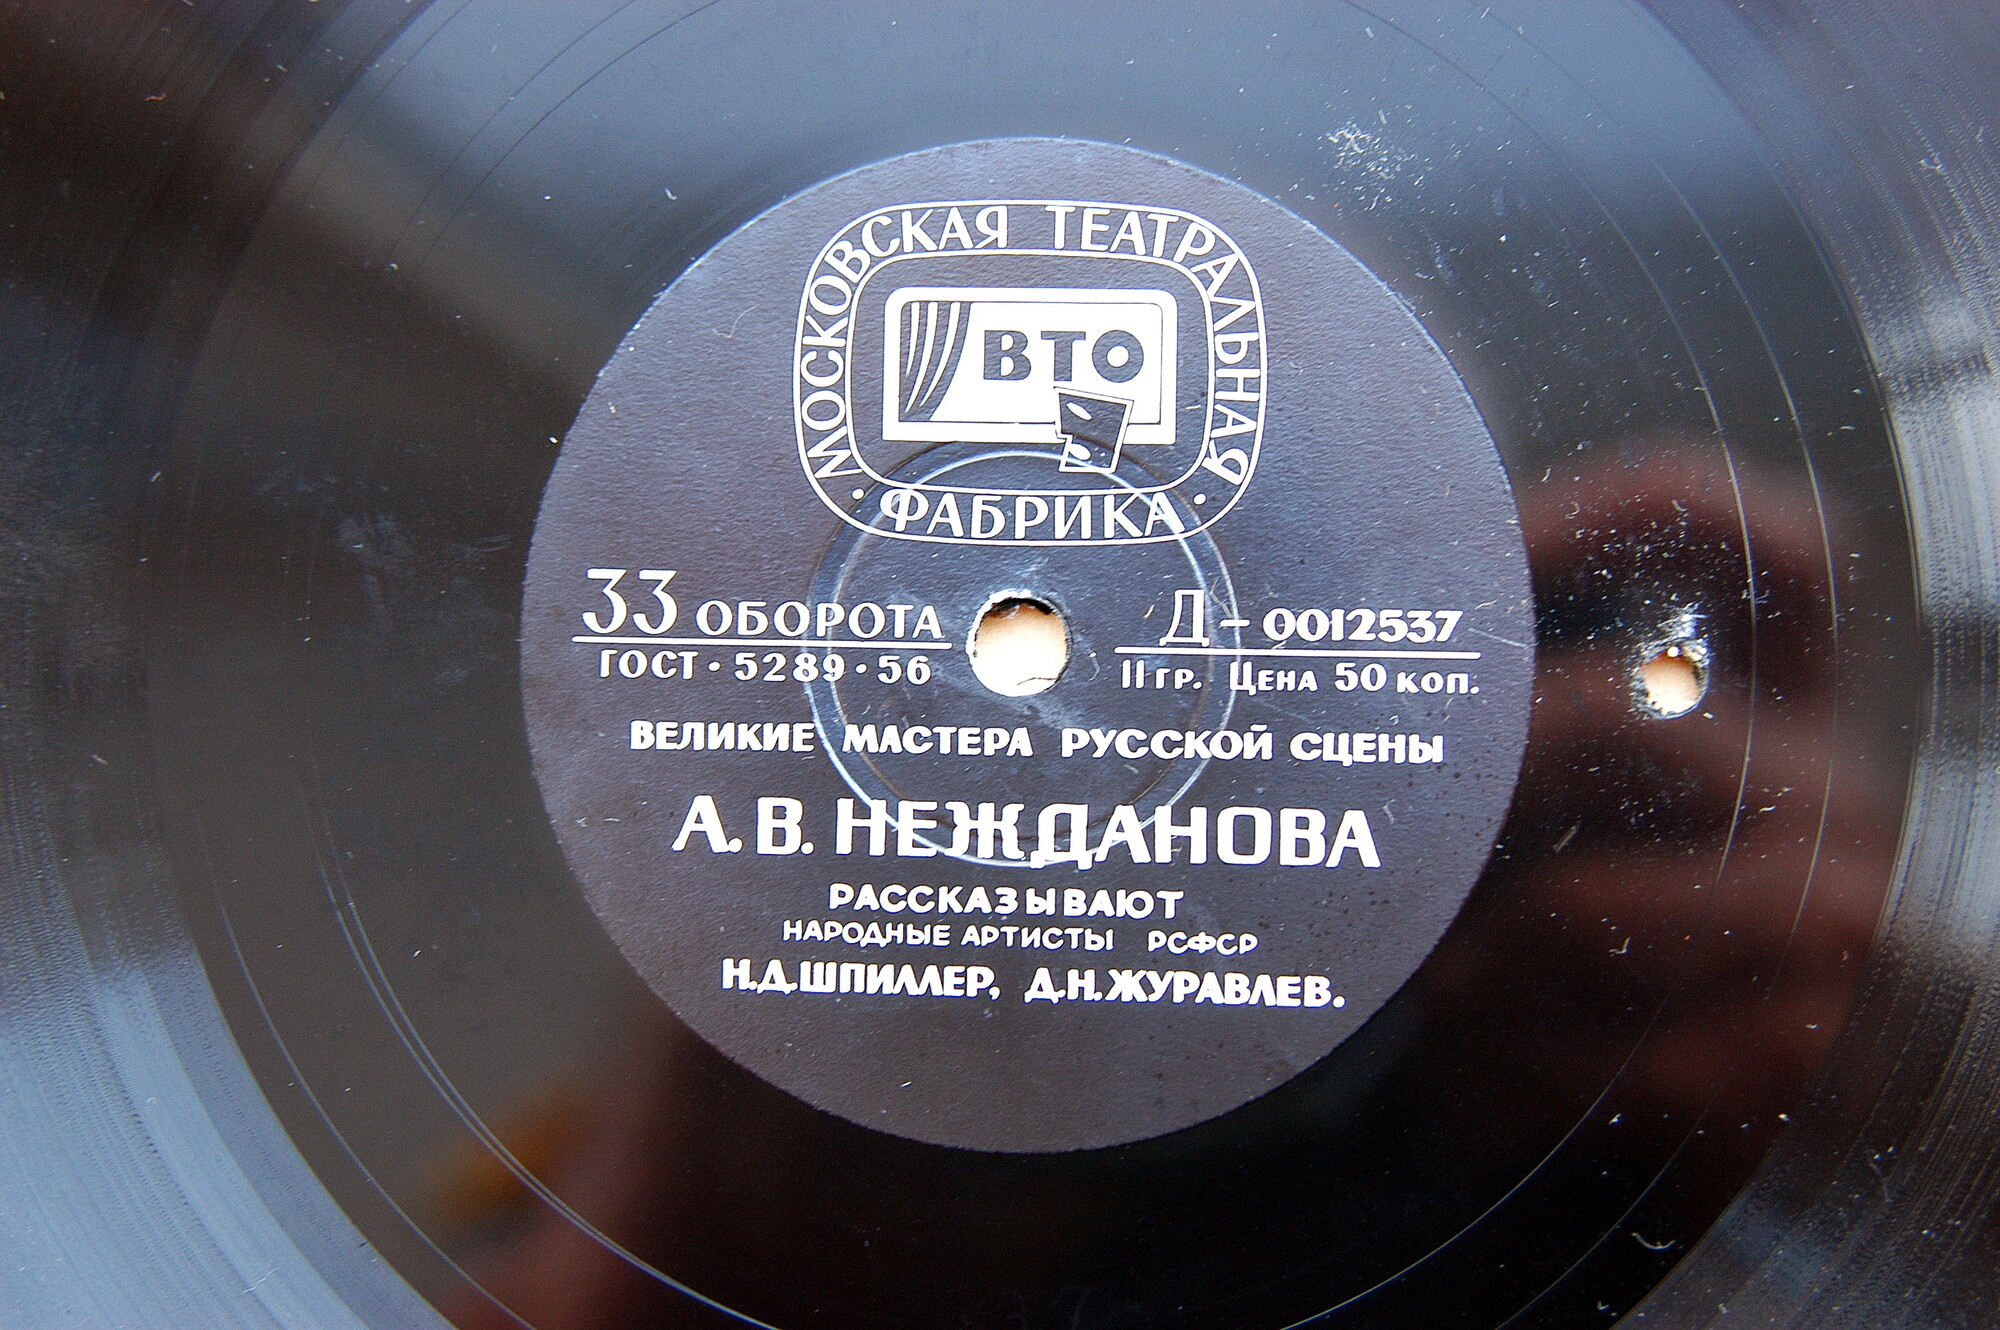 МОСКОВСКАЯ ТЕАТРАЛЬНАЯ
ВТО
• ФАБРИКА •
33 ОБОРОТА
ГОСТ • 5289 • 56
Д – 0012537
II ГР. ЦЕНА 50 КОП.
ВЕЛИКИЕ МАСТЕРА РУССКОЙ СЦЕНЫ
А. В. НЕЖДАНОВА
РАССКАЗЫВАЮТ
НАРОДНЫЕ АРТИСТЫ РСФСР
Н.Д.ШПИЛЛЕР, Д.Н.ЖУРАВЛЕВ.